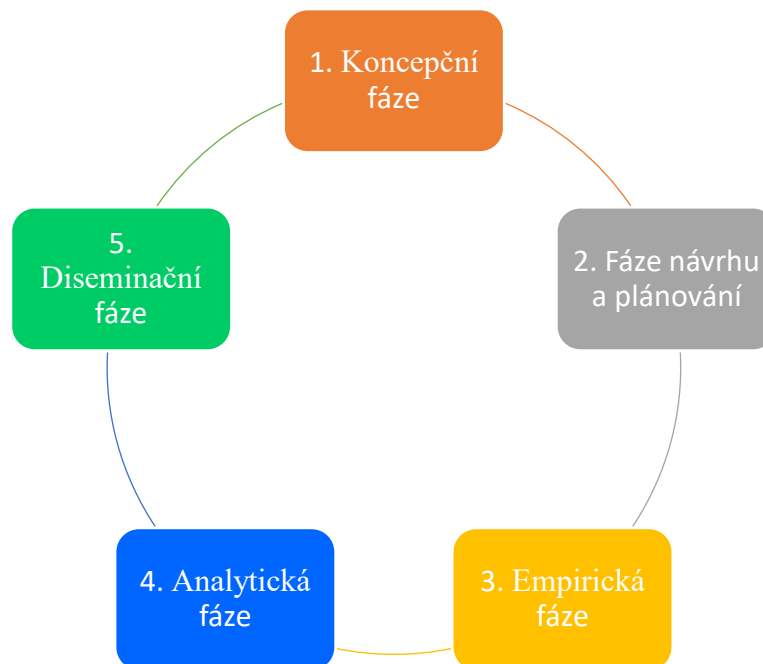 1. Koncepční
fáze
2. Fáze návrhu
a plánování
3. Empirická
fáze
4. Analytická
fáze
5.
Diseminační
fáze